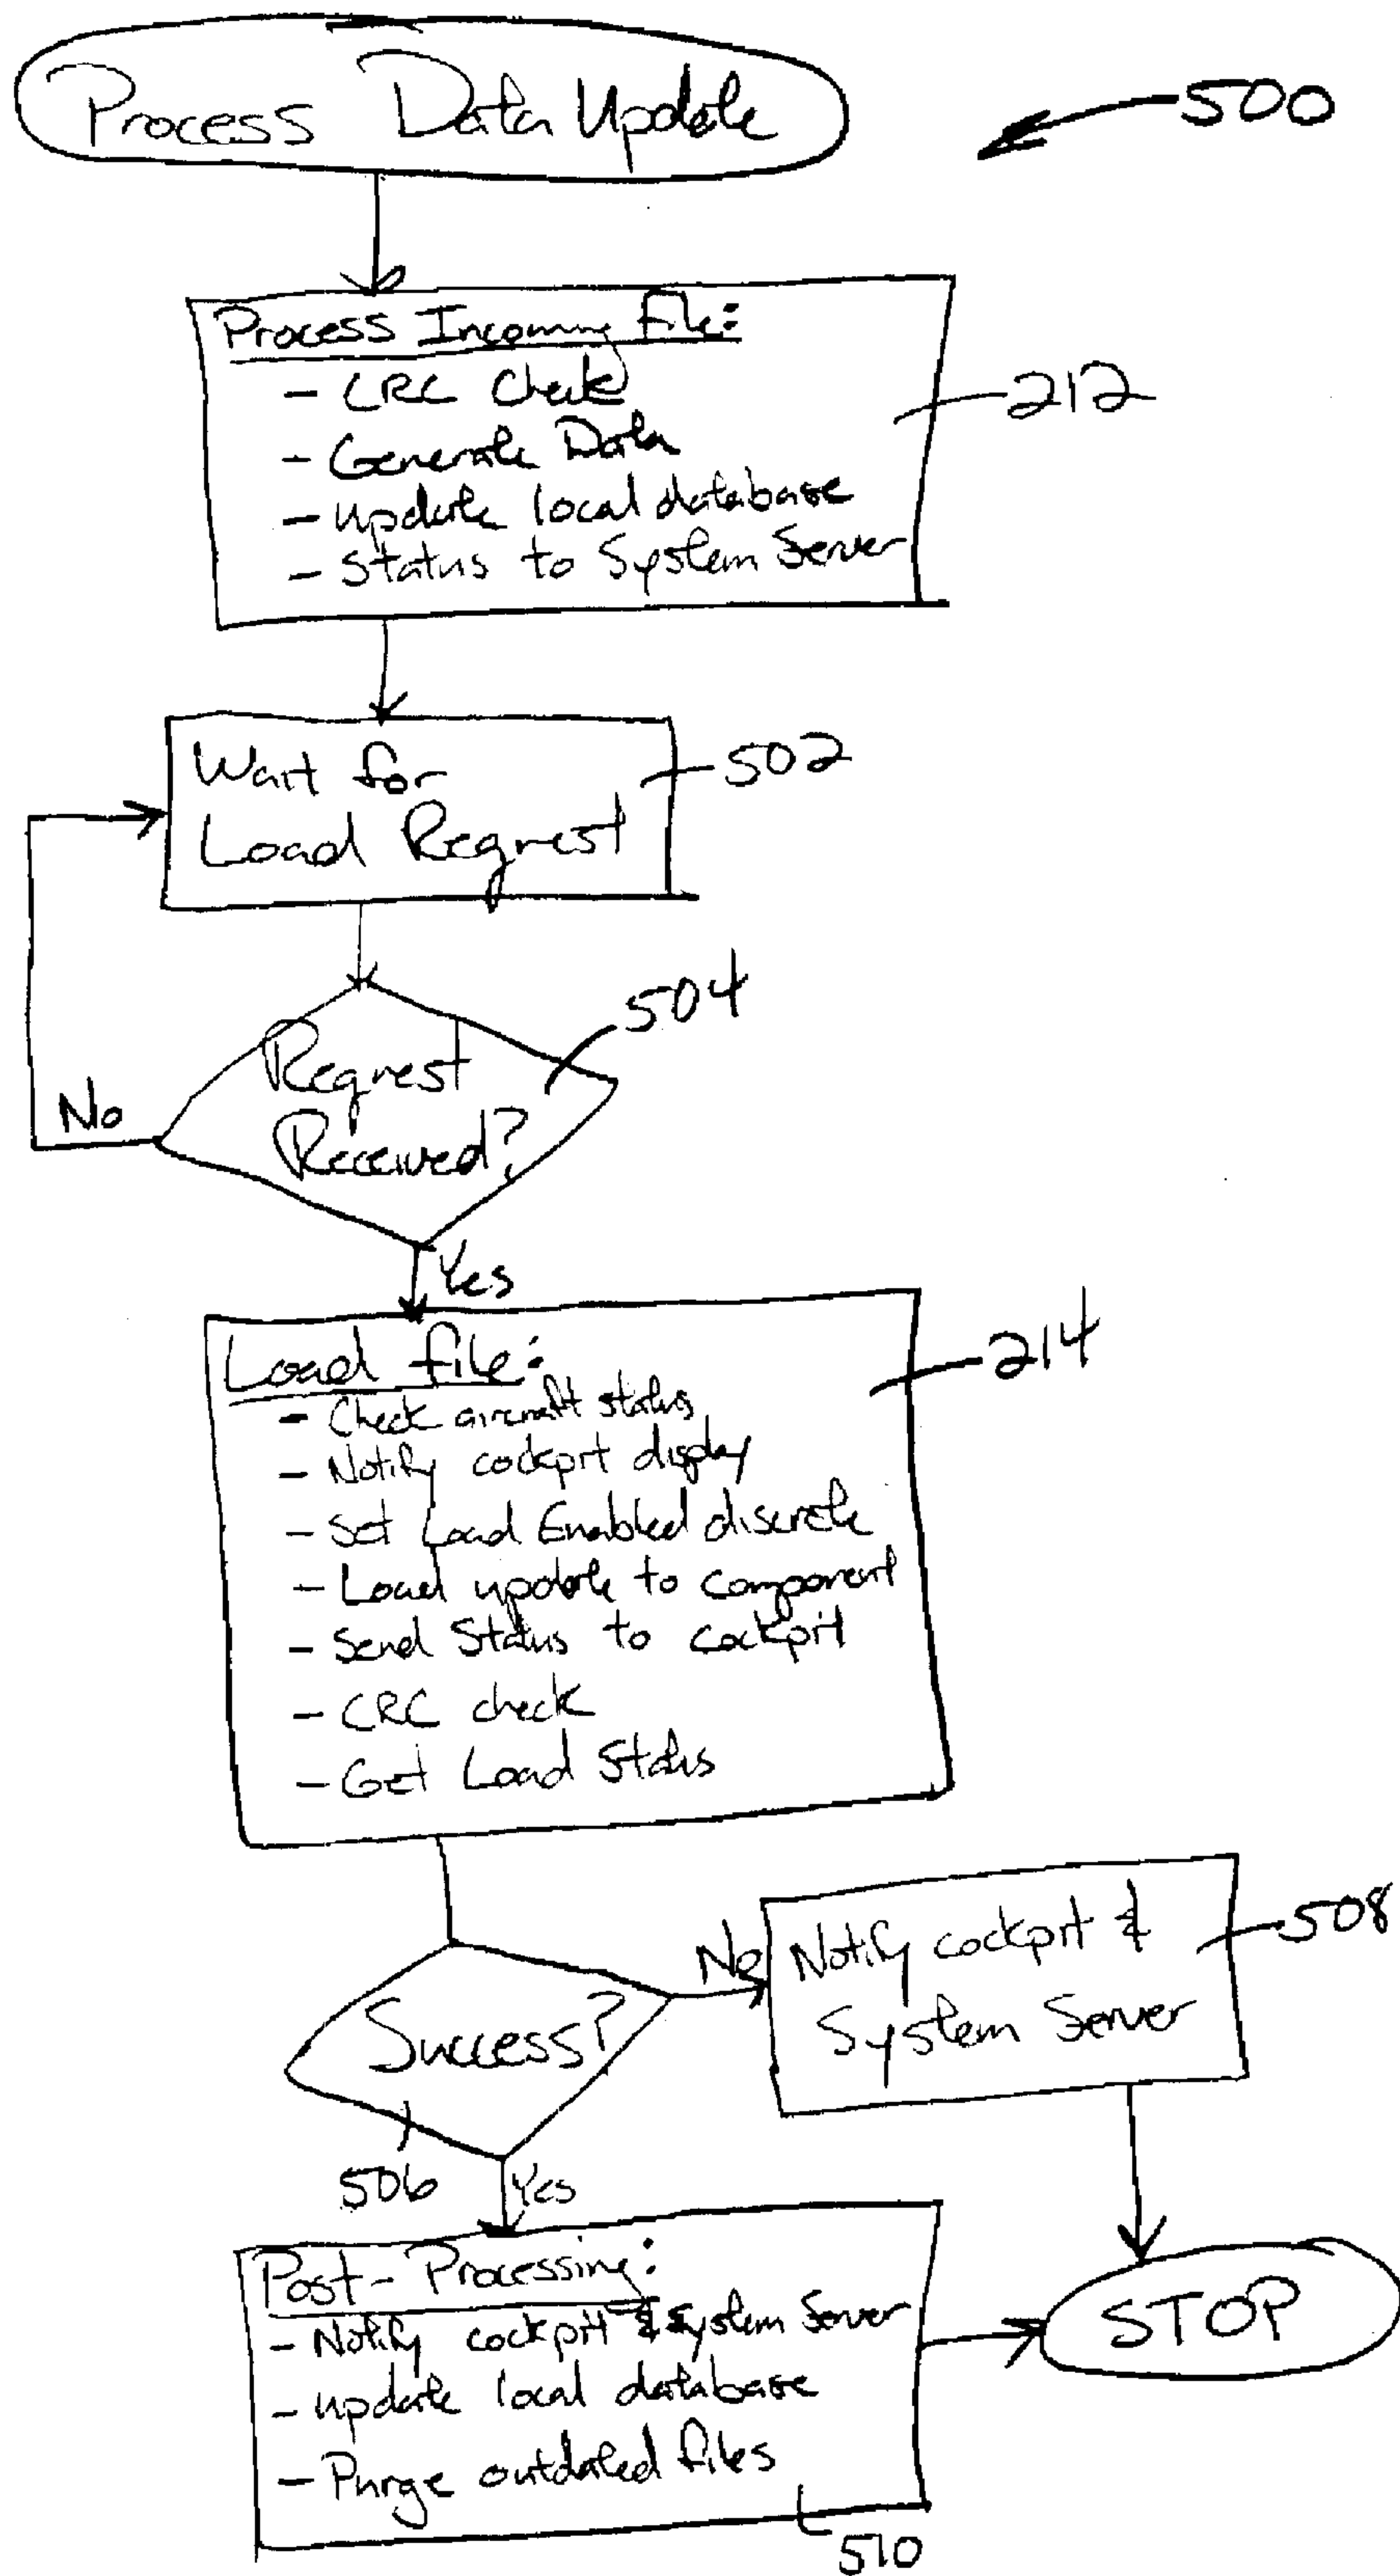 Process Data Update
500
Process Incoming File:
- CRC Check
- Generate Data
- Update local database
- Status to System Server
212
Wait for
Load Request
502
Request
Received?
504
No
Yes
Load file:
- Check aircraft status
- Notify cockpit display
- Set Load Enabled discrete
- Load update to component
- Send Status to cockpit
- CRC check
- Get Load Status
214
Success?
506
No
Notify cockpit &
System Server
508
Yes
Post-Processing:
- Notify cockpit & System Server
- update local database
- Purge outdated files
510
STOP